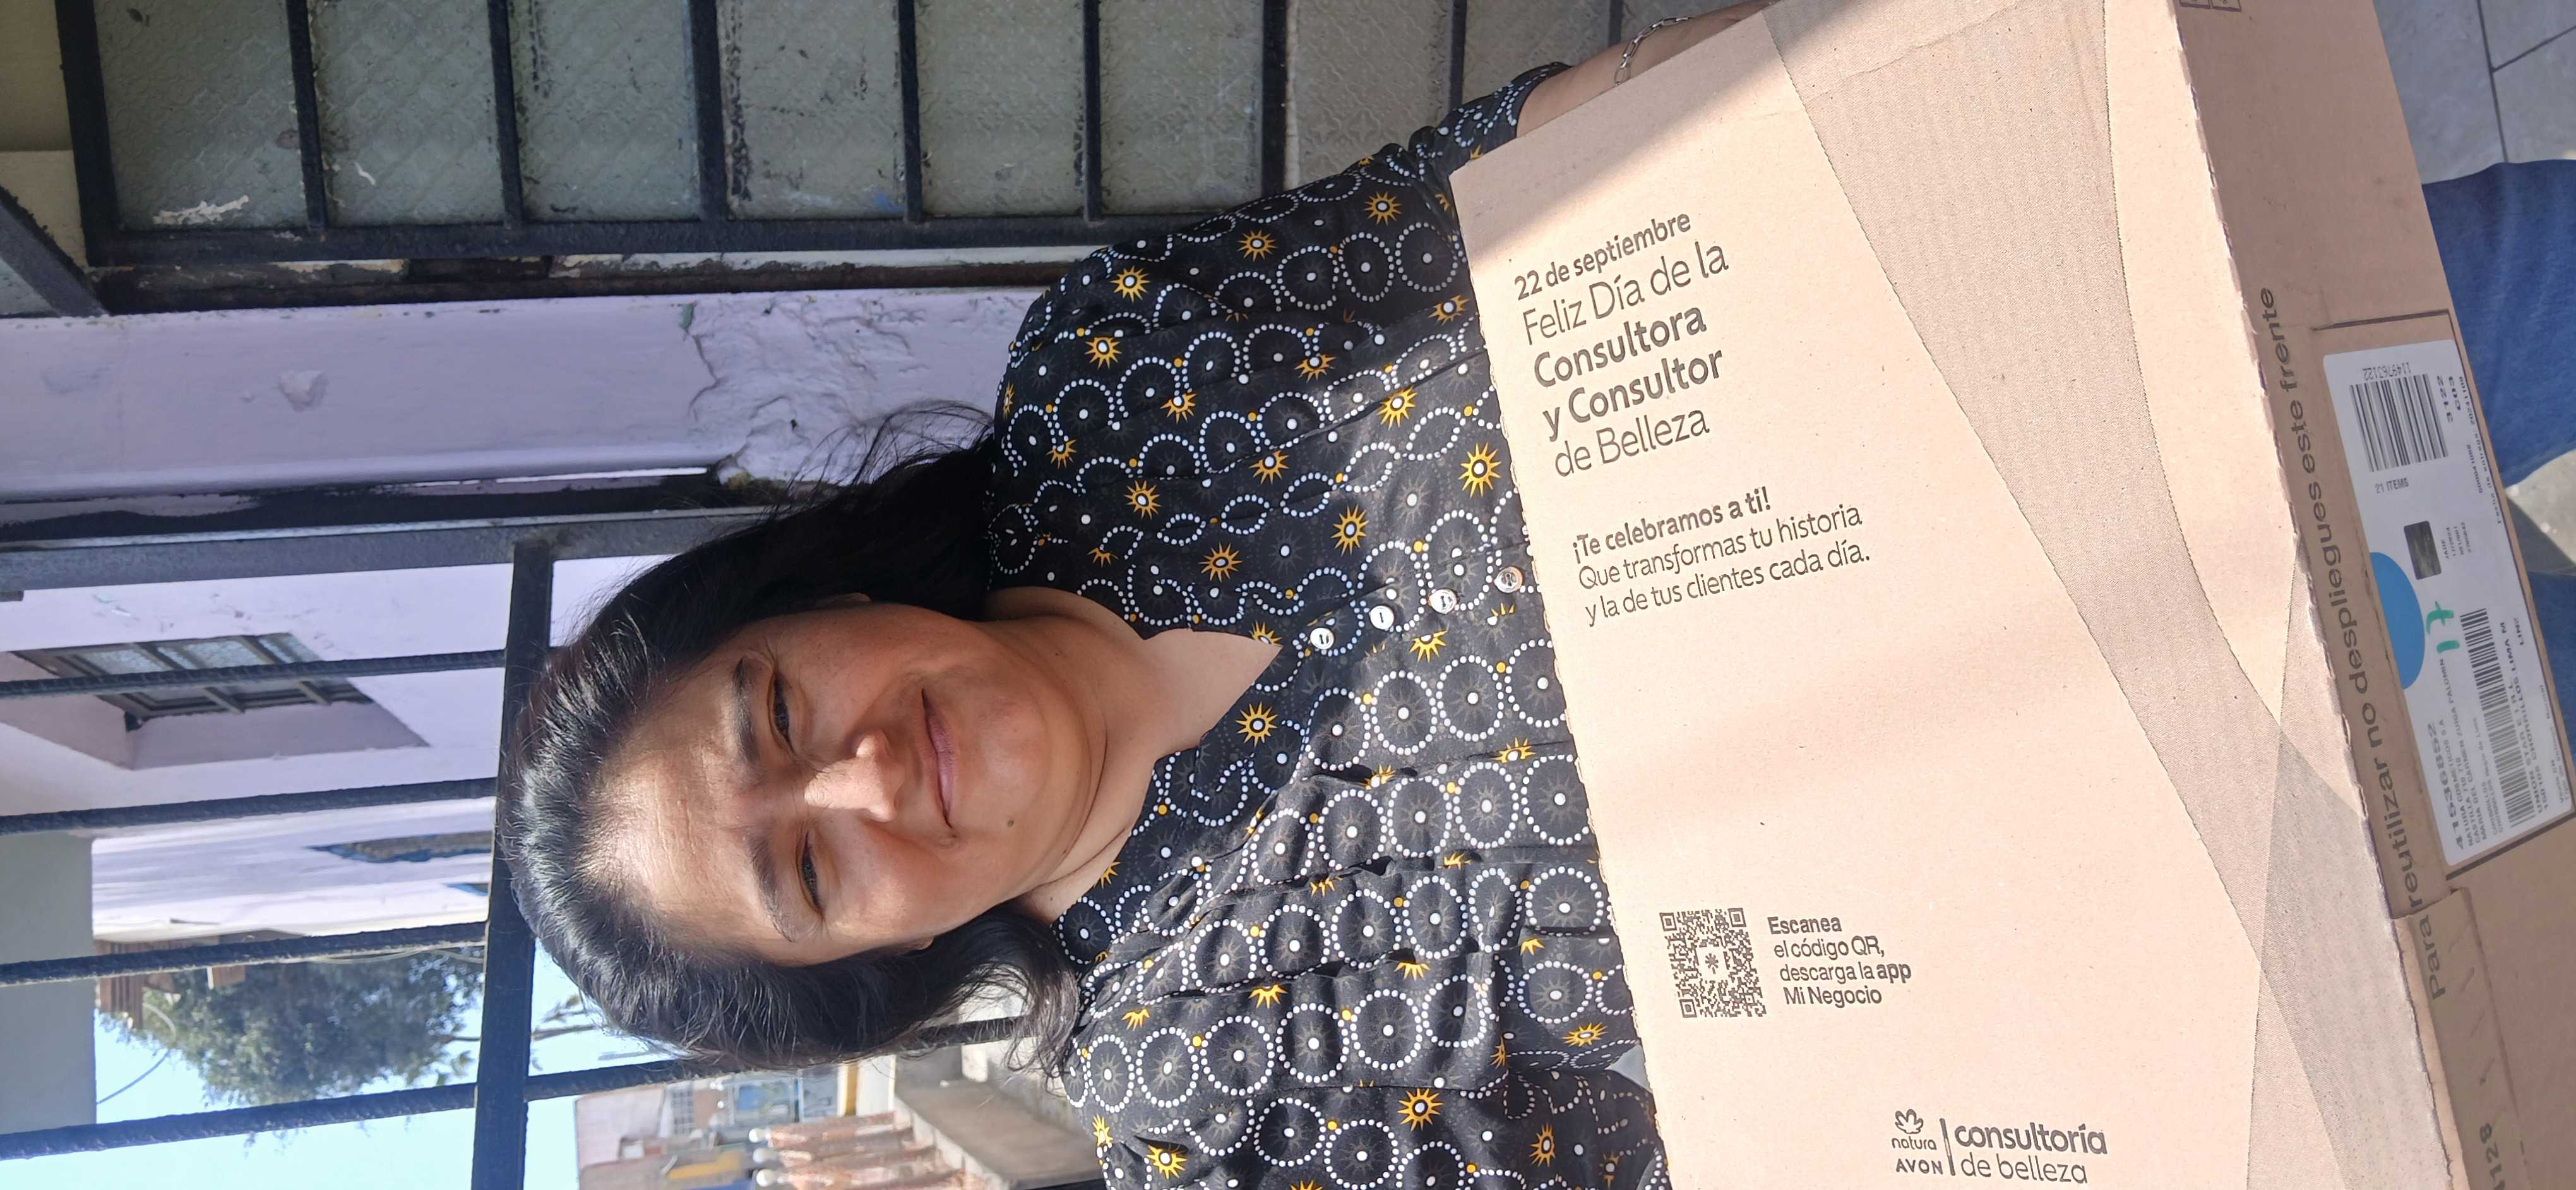 22 de septiembre
Feliz Día de la
Consultora
y Consultor
de Belleza
¡Te celebramos a ti!
Que transformas tu historia
y la de tus clientes cada día.
Escanea
el código QR,
descarga la app
Mi Negocio
natura
AVON
consultoría
de belleza
Para reutilizar no despliegues este frente
21 ITEMS
3122